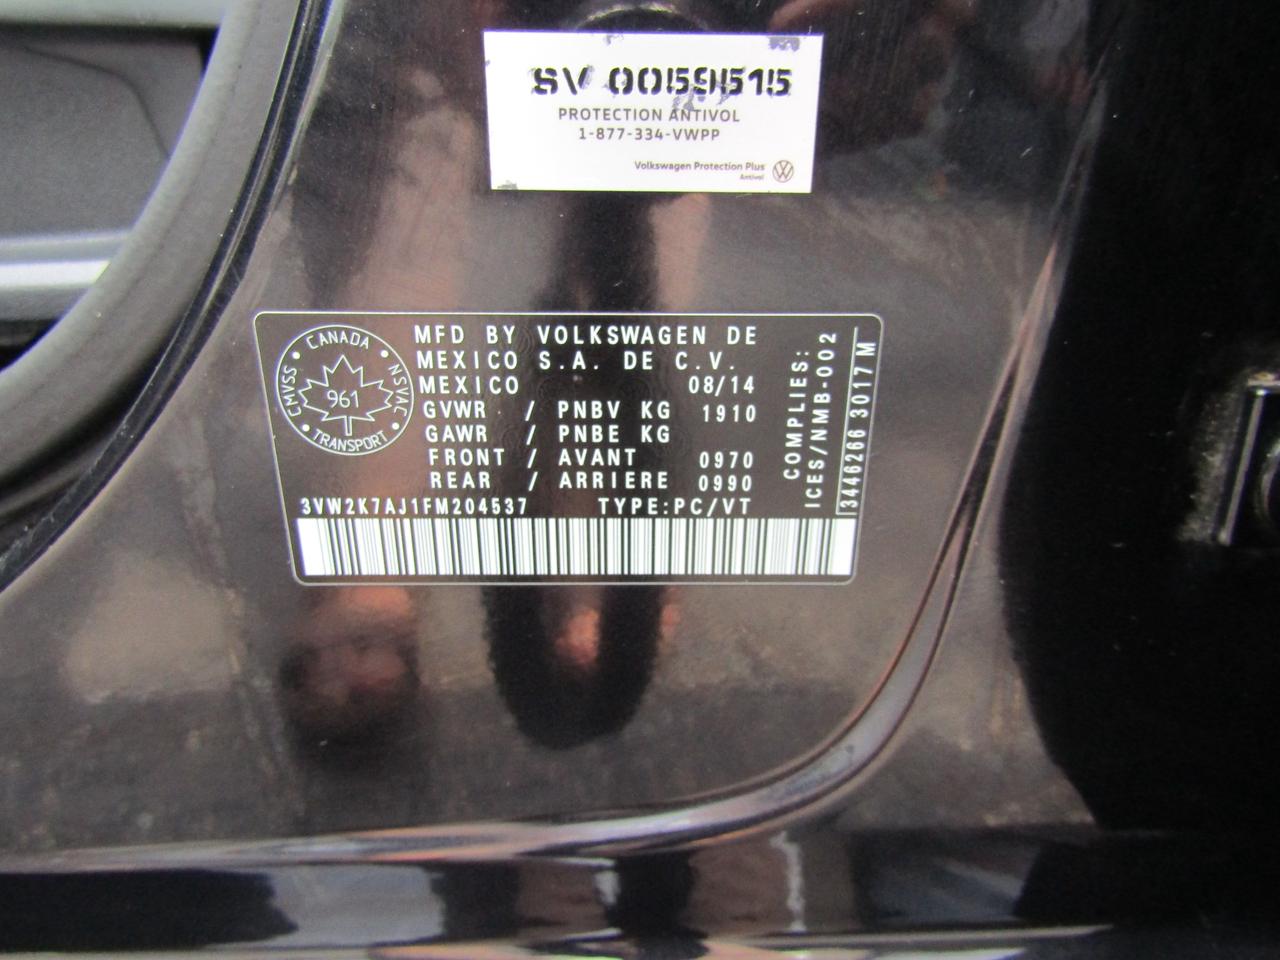 SV 0059515
PROTECTION ANTIVOL
1-877-334-VWPP
Volkswagen Protection Plus
Antivol
CANADA
CMVSS
NSVAC
961
TRANSPORT
MFD BY VOLKSWAGEN DE
MEXICO S.A. DE C.V.
MEXICO 08/14
GVWR / PNBV KG 1910
GAWR / PNBE KG
FRONT / AVANT 0970
REAR / ARRIERE 0990
3VW2K7AJ1FM204537 TYPE:PC/VT
COMPLIES:
ICES/NMB-002
3446266 3017 M